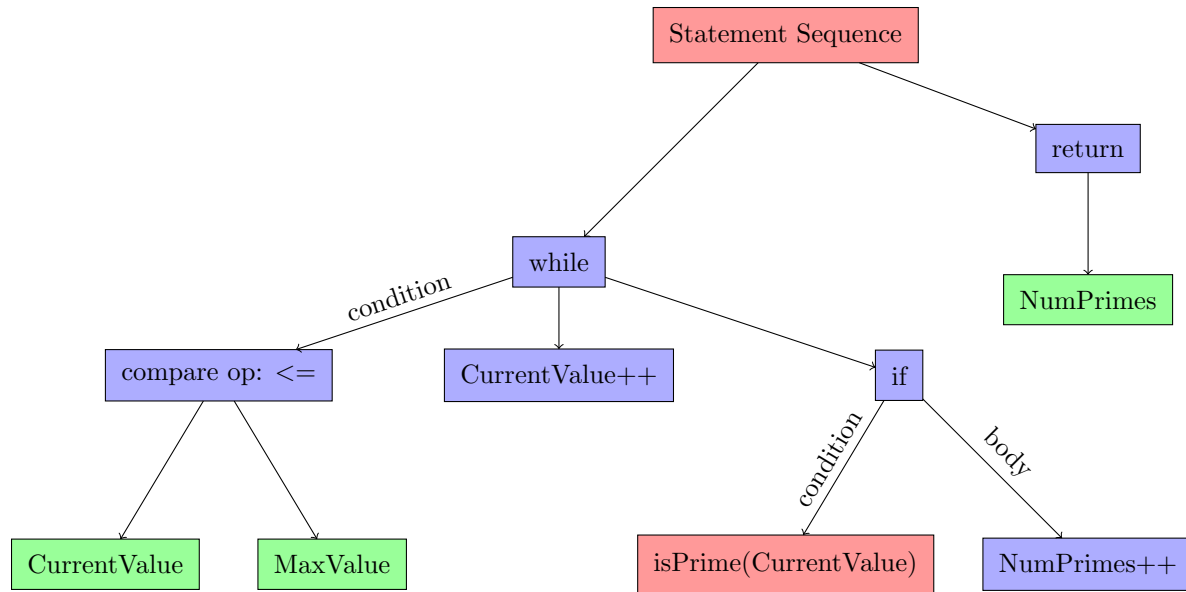 Statement Sequence
return
while
NumPrimes
condition
compare op: <=
CurrentValue++
if
condition
body
CurrentValue
MaxValue
isPrime(CurrentValue)
NumPrimes++